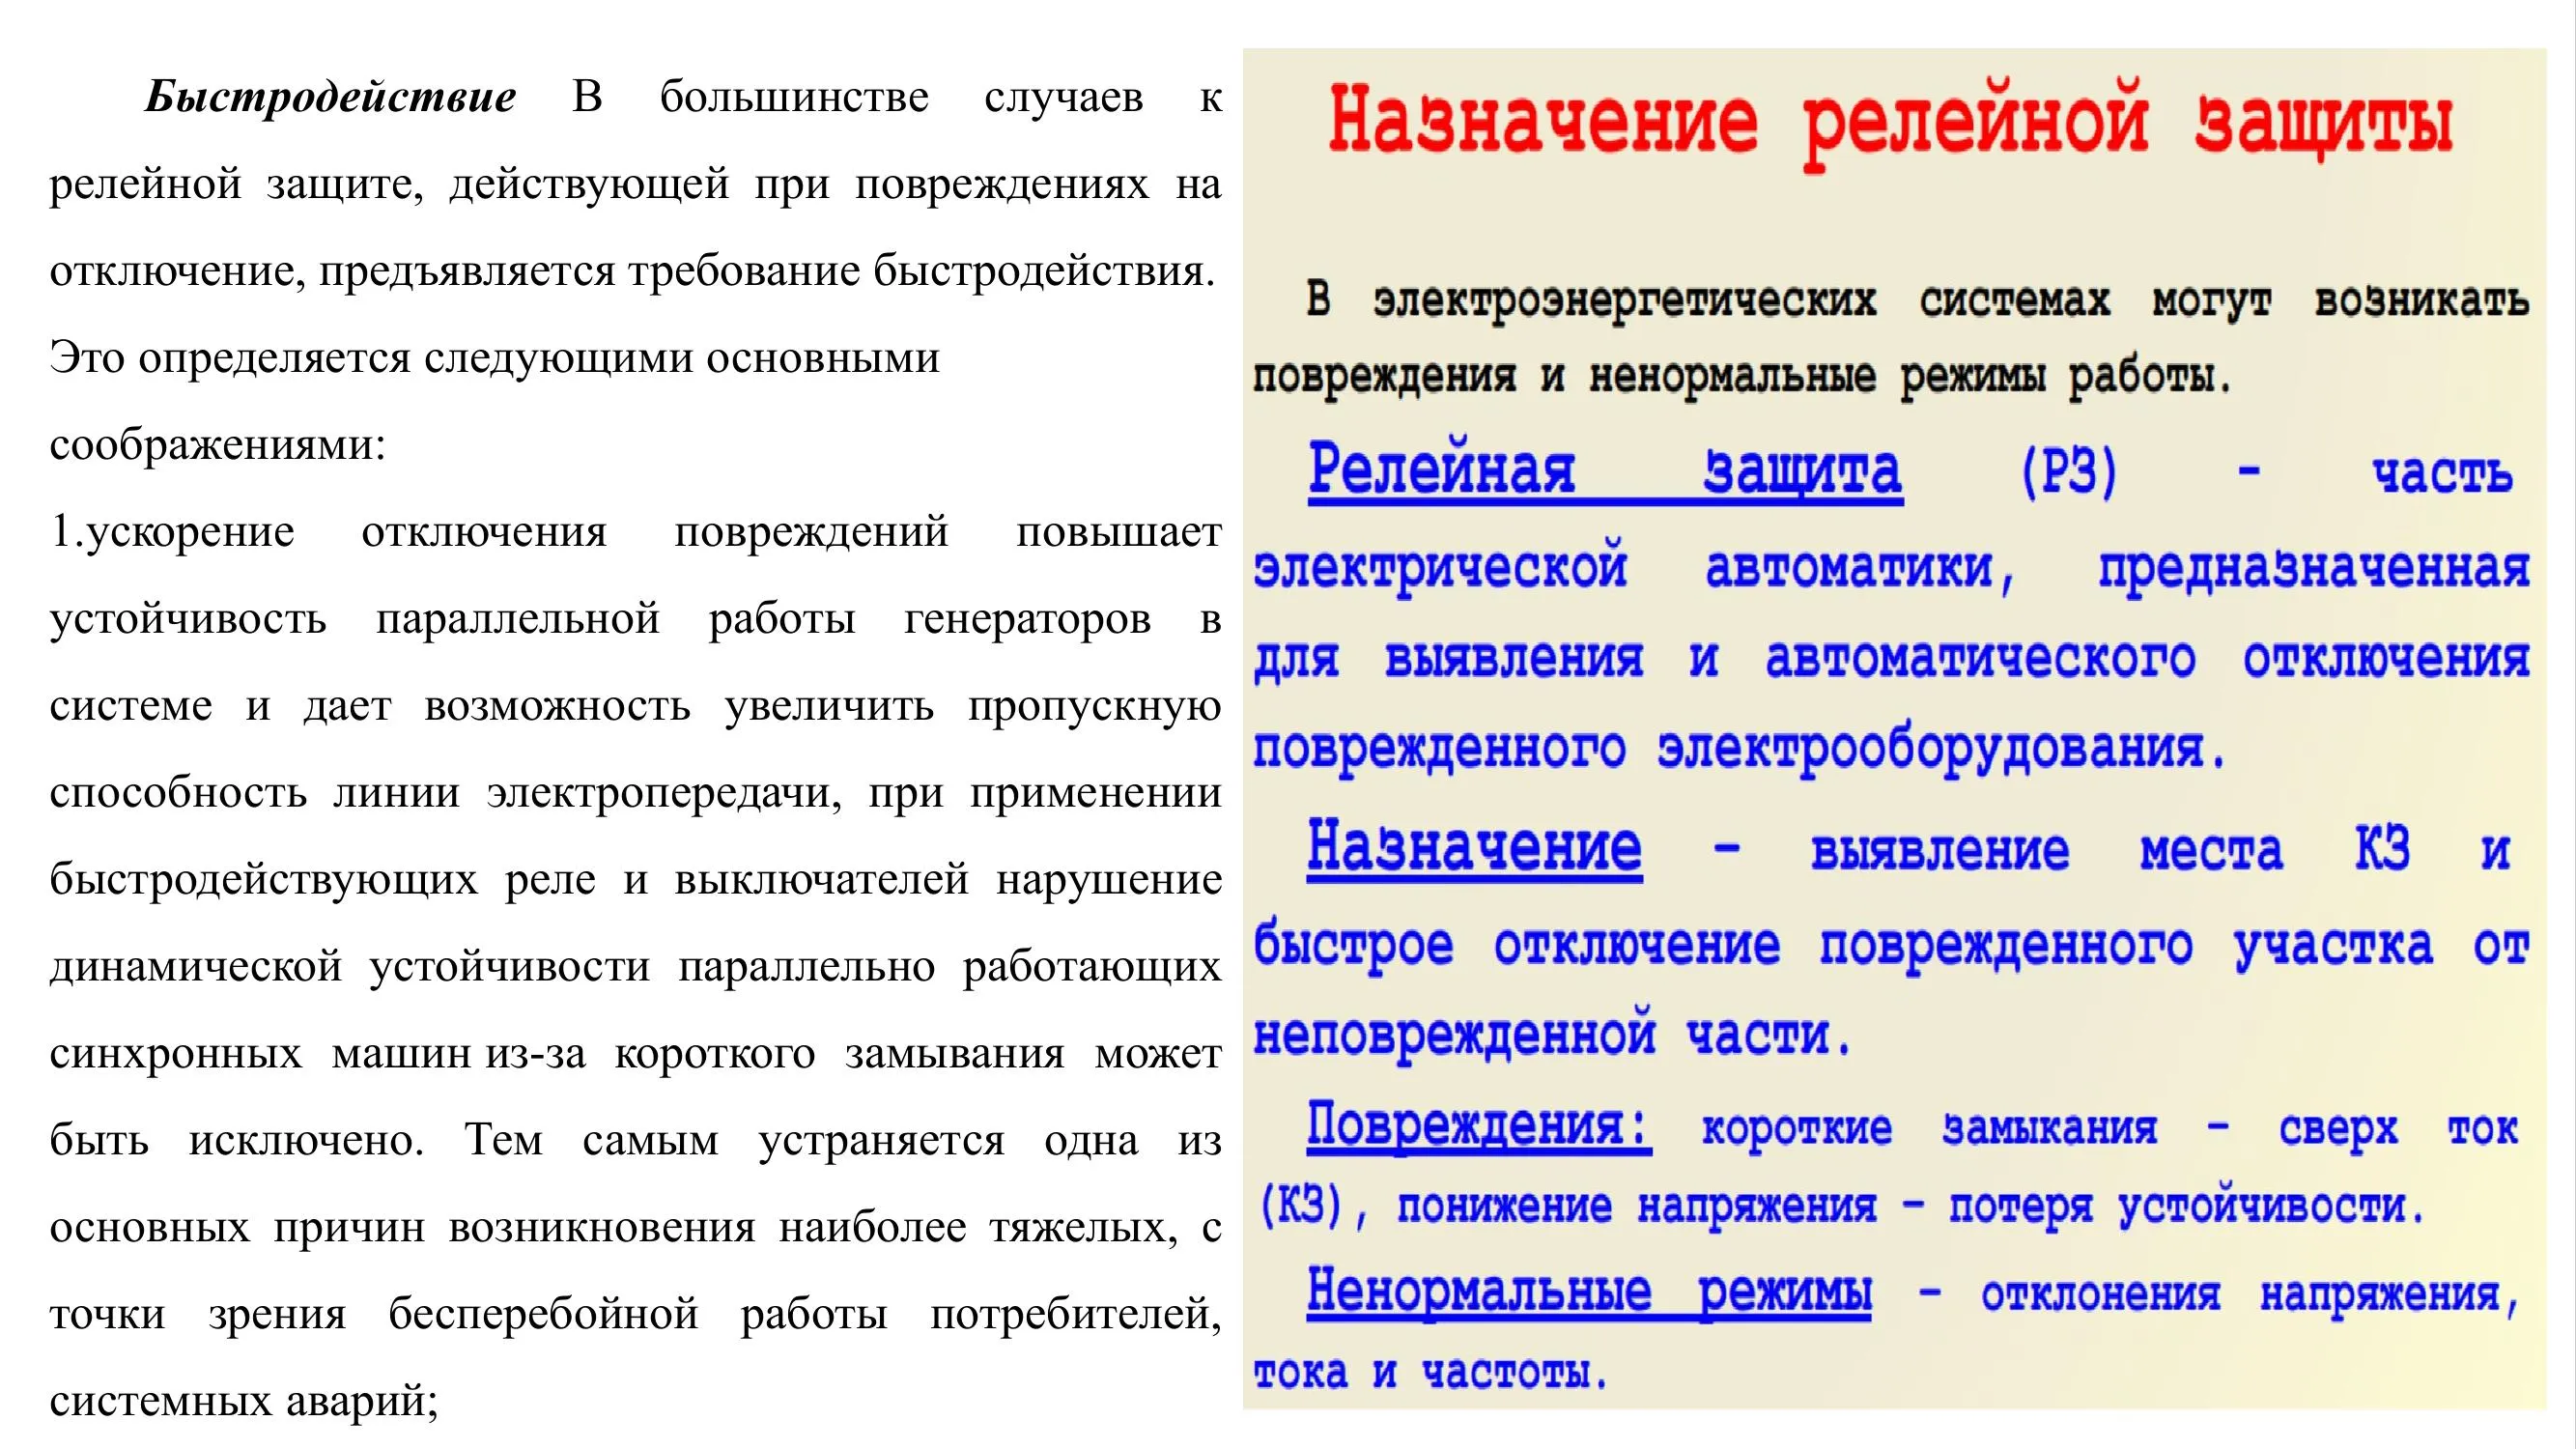 Быстродействие В большинстве случаев к
релейной защите, действующей при повреждениях на
отключение, предъявляется требование быстродействия.
Это определяется следующими основными
соображениями:
1.ускорение отключения повреждений повышает
устойчивость параллельной работы генераторов в
системе и дает возможность увеличить пропускную
способность линии электропередачи, при применении
быстродействующих реле и выключателей нарушение
динамической устойчивости параллельно работающих
синхронных машин из-за короткого замывания может
быть исключено. Тем самым устраняется одна из
основных причин возникновения наиболее тяжелых, с
точки зрения бесперебойной работы потребителей,
системных аварий;
Назначение релейной защиты
В электроэнергетических системах могут возникать
повреждения и ненормальные режимы работы.
Релейная защита (РЗ) – часть
электрической автоматики, предназначенная
для выявления и автоматического отключения
поврежденного электрооборудования.
Назначение – выявление места КЗ и
быстрое отключение поврежденного участка от
неповрежденной части.
Повреждения: короткие замыкания – сверх ток
(КЗ), понижение напряжения – потеря устойчивости.
Ненормальные режимы – отклонения напряжения,
тока и частоты.